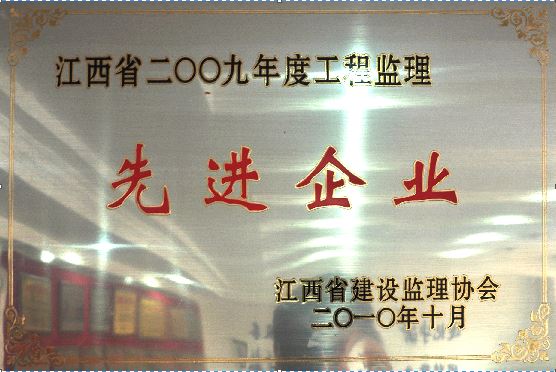 江西省二〇〇九年度工程监理
先进企业
江西省建设监理协会
二〇一〇年十月